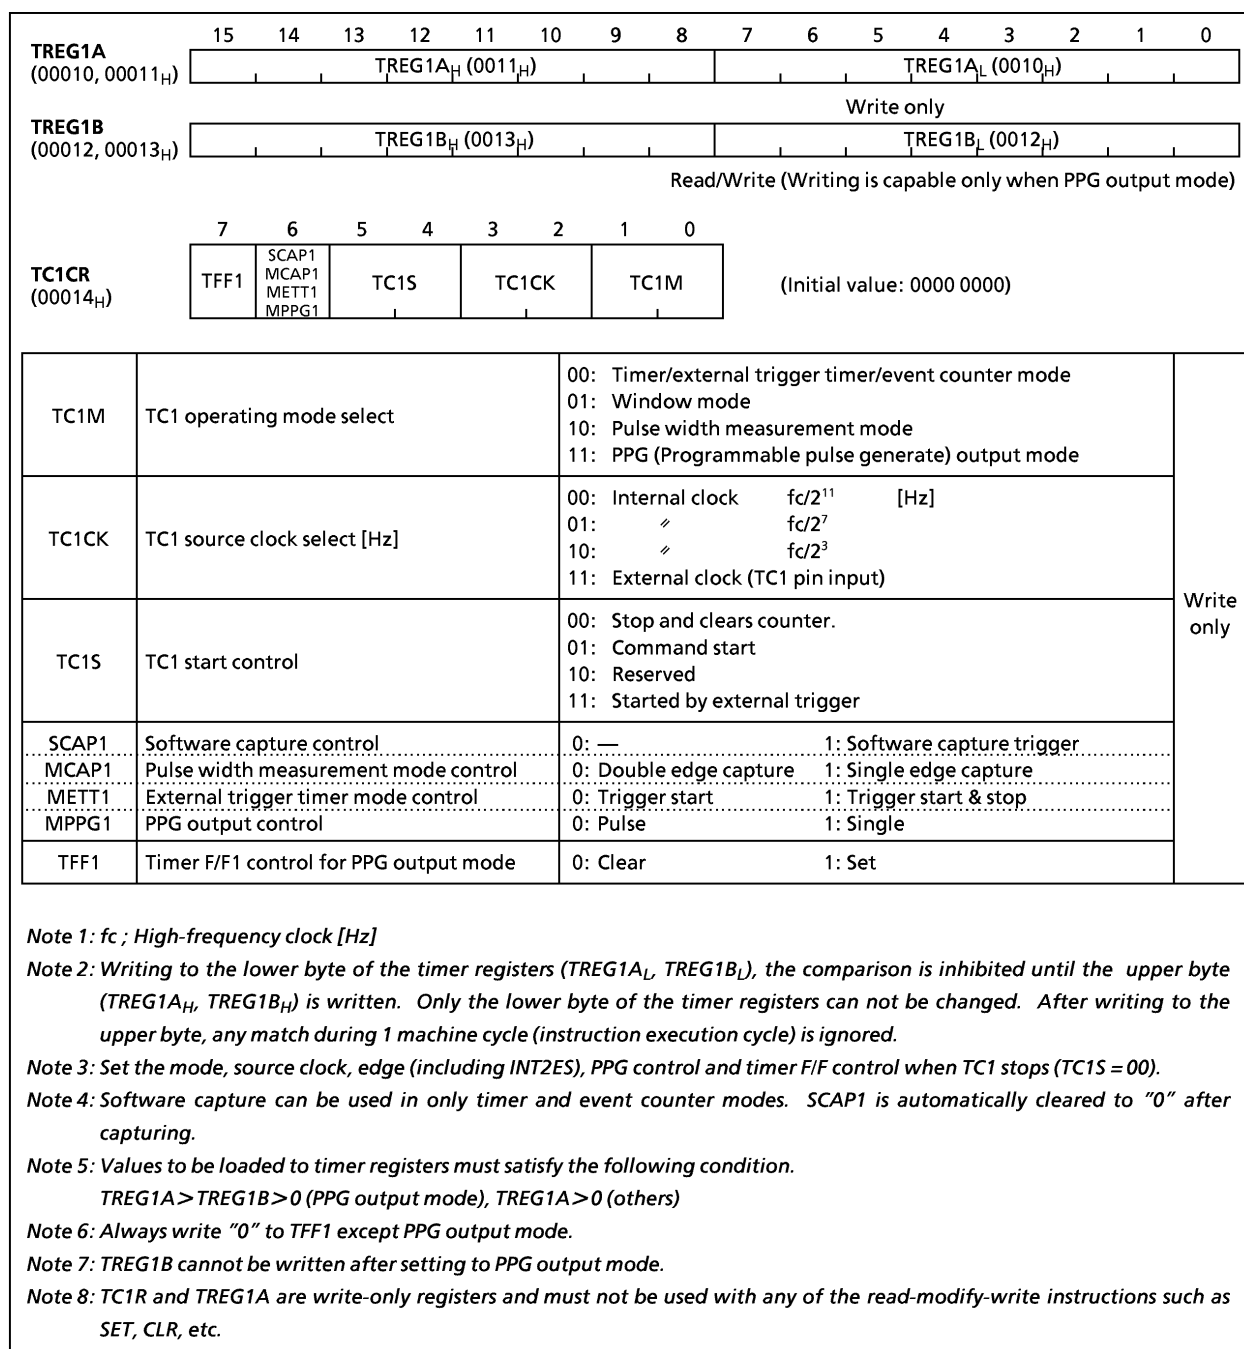 15 14 13 12 11 10 9 8 7 6 5 4 3 2 1 0
TREG1A
(00010, 00011H)
TREG1AH (0011H) TREG1AL (0010H)
Write only
TREG1B
(00012, 00013H)
TREG1BH (0013H) TREG1BL (0012H)
Read/Write (Writing is capable only when PPG output mode)
7 6 5 4 3 2 1 0
TC1CR
(00014H)
TFF1
SCAP1
MCAP1
METT1
MPPG1
TC1S TC1CK TC1M
(Initial value: 0000 0000)
TC1M TC1 operating mode select
00: Timer/external trigger timer/event counter mode
01: Window mode
10: Pulse width measurement mode
11: PPG (Programmable pulse generate) output mode
TC1CK TC1 source clock select [Hz]
00: Internal clock fc/2¹¹ [Hz]
01: 〃 fc/2⁷
10: 〃 fc/2³
11: External clock (TC1 pin input)
TC1S TC1 start control
00: Stop and clears counter.
01: Command start
10: Reserved
11: Started by external trigger
Write
only
SCAP1 Software capture control 0: — 1: Software capture trigger
MCAP1 Pulse width measurement mode control 0: Double edge capture 1: Single edge capture
METT1 External trigger timer mode control 0: Trigger start 1: Trigger start & stop
MPPG1 PPG output control 0: Pulse 1: Single
TFF1 Timer F/F1 control for PPG output mode 0: Clear 1: Set
Note 1: fc ; High-frequency clock [Hz]
Note 2: Writing to the lower byte of the timer registers (TREG1AL, TREG1BL), the comparison is inhibited until the upper byte
(TREG1AH, TREG1BH) is written. Only the lower byte of the timer registers can not be changed. After writing to the
upper byte, any match during 1 machine cycle (instruction execution cycle) is ignored.
Note 3: Set the mode, source clock, edge (including INT2ES), PPG control and timer F/F control when TC1 stops (TC1S = 00).
Note 4: Software capture can be used in only timer and event counter modes. SCAP1 is automatically cleared to "0" after
capturing.
Note 5: Values to be loaded to timer registers must satisfy the following condition.
TREG1A > TREG1B > 0 (PPG output mode), TREG1A > 0 (others)
Note 6: Always write "0" to TFF1 except PPG output mode.
Note 7: TREG1B cannot be written after setting to PPG output mode.
Note 8: TC1R and TREG1A are write-only registers and must not be used with any of the read-modify-write instructions such as
SET, CLR, etc.